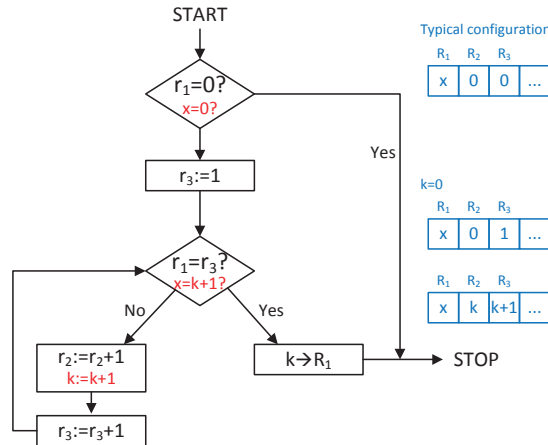 START
r₁=0?
x=0?
Yes
r₃:=1
r₁=r₃?
x=k+1?
No
Yes
r₂:=r₂+1
k:=k+1
k→R₁
STOP
r₃:=r₃+1
Typical configuration
R₁ R₂ R₃
x 0 0 ...
k=0
R₁ R₂ R₃
x 0 1 ...
R₁ R₂ R₃
x k k+1 ...